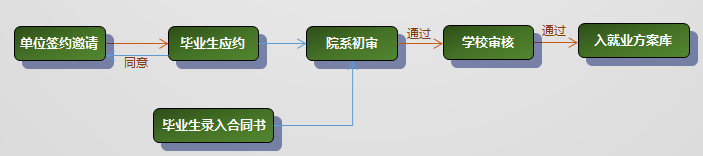 单位签约邀请
毕业生应约
院系初审
通过
学校审核
通过
入就业方案库
同意
毕业生录入合同书